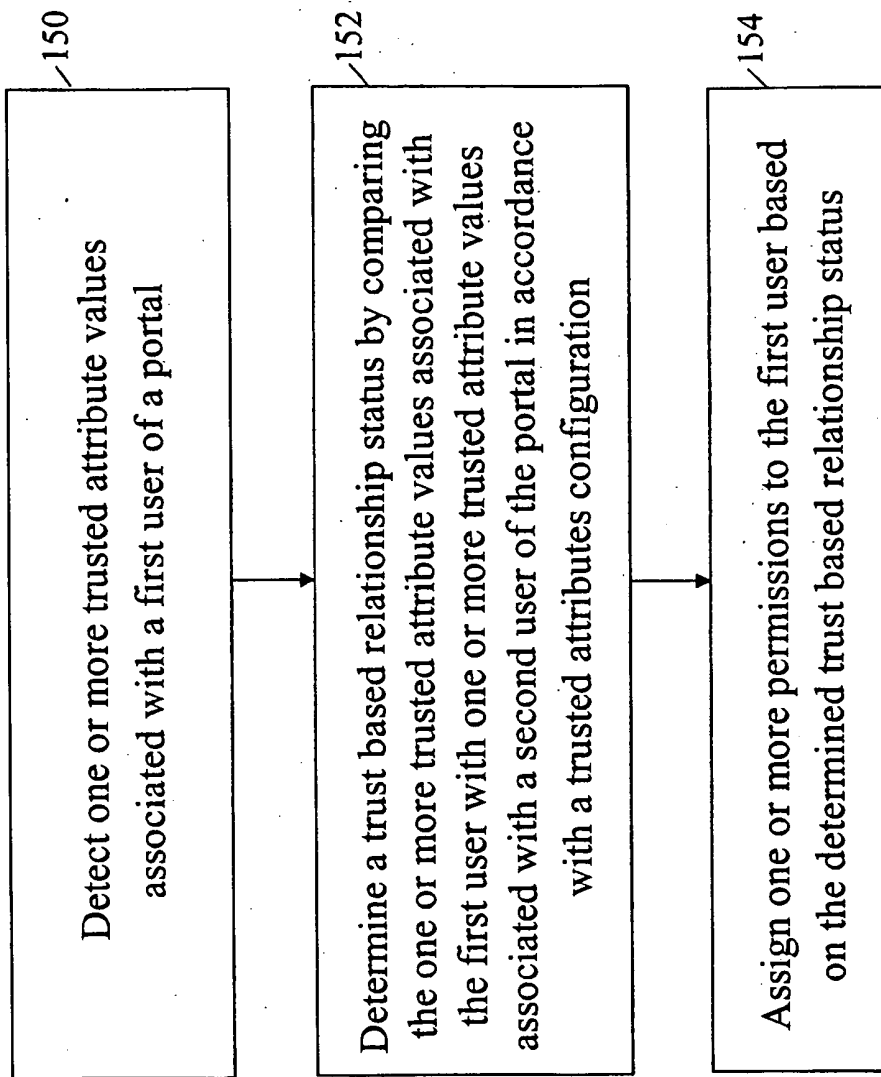 150
Detect one or more trusted attribute values
associated with a first user of a portal
152
Determine a trust based relationship status by comparing
the one or more trusted attribute values associated with
the first user with one or more trusted attribute values
associated with a second user of the portal in accordance
with a trusted attributes configuration
154
Assign one or more permissions to the first user based
on the determined trust based relationship status